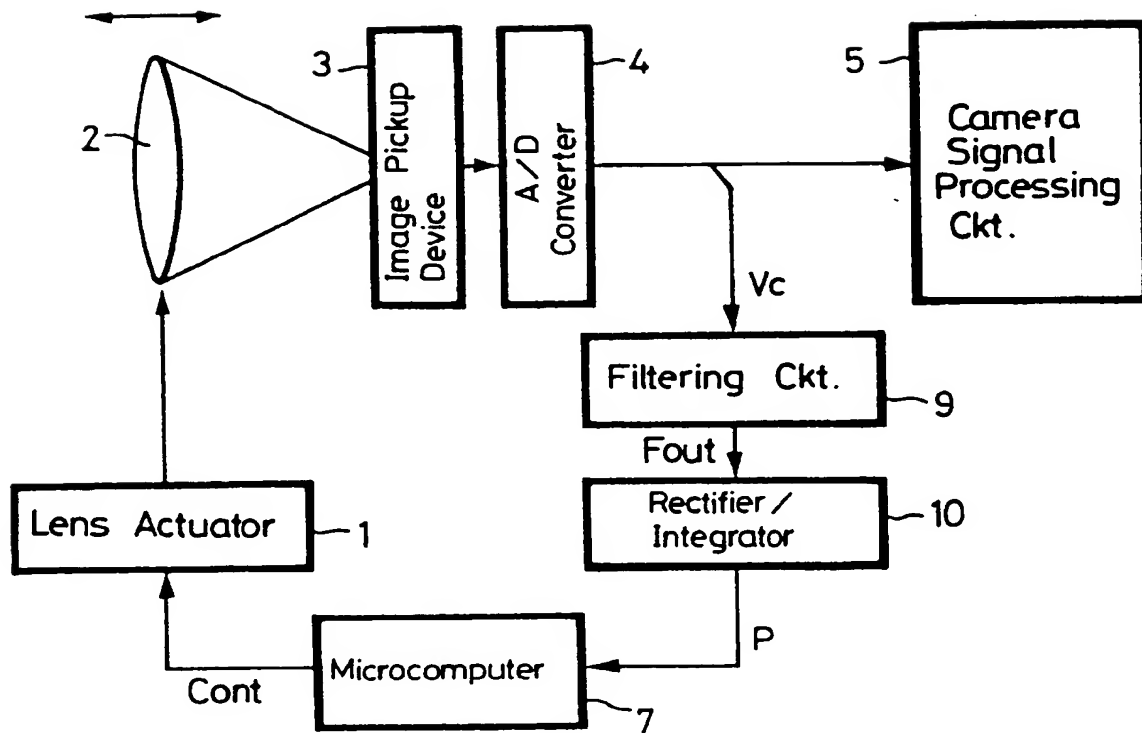 3
4
5
2
Image Pickup
Device
A/D
Converter
Camera
Signal
Processing
Ckt.
Vc
Filtering Ckt.
9
Fout
Rectifier/
Integrator
10
Lens Actuator
1
P
Microcomputer
7
Cont